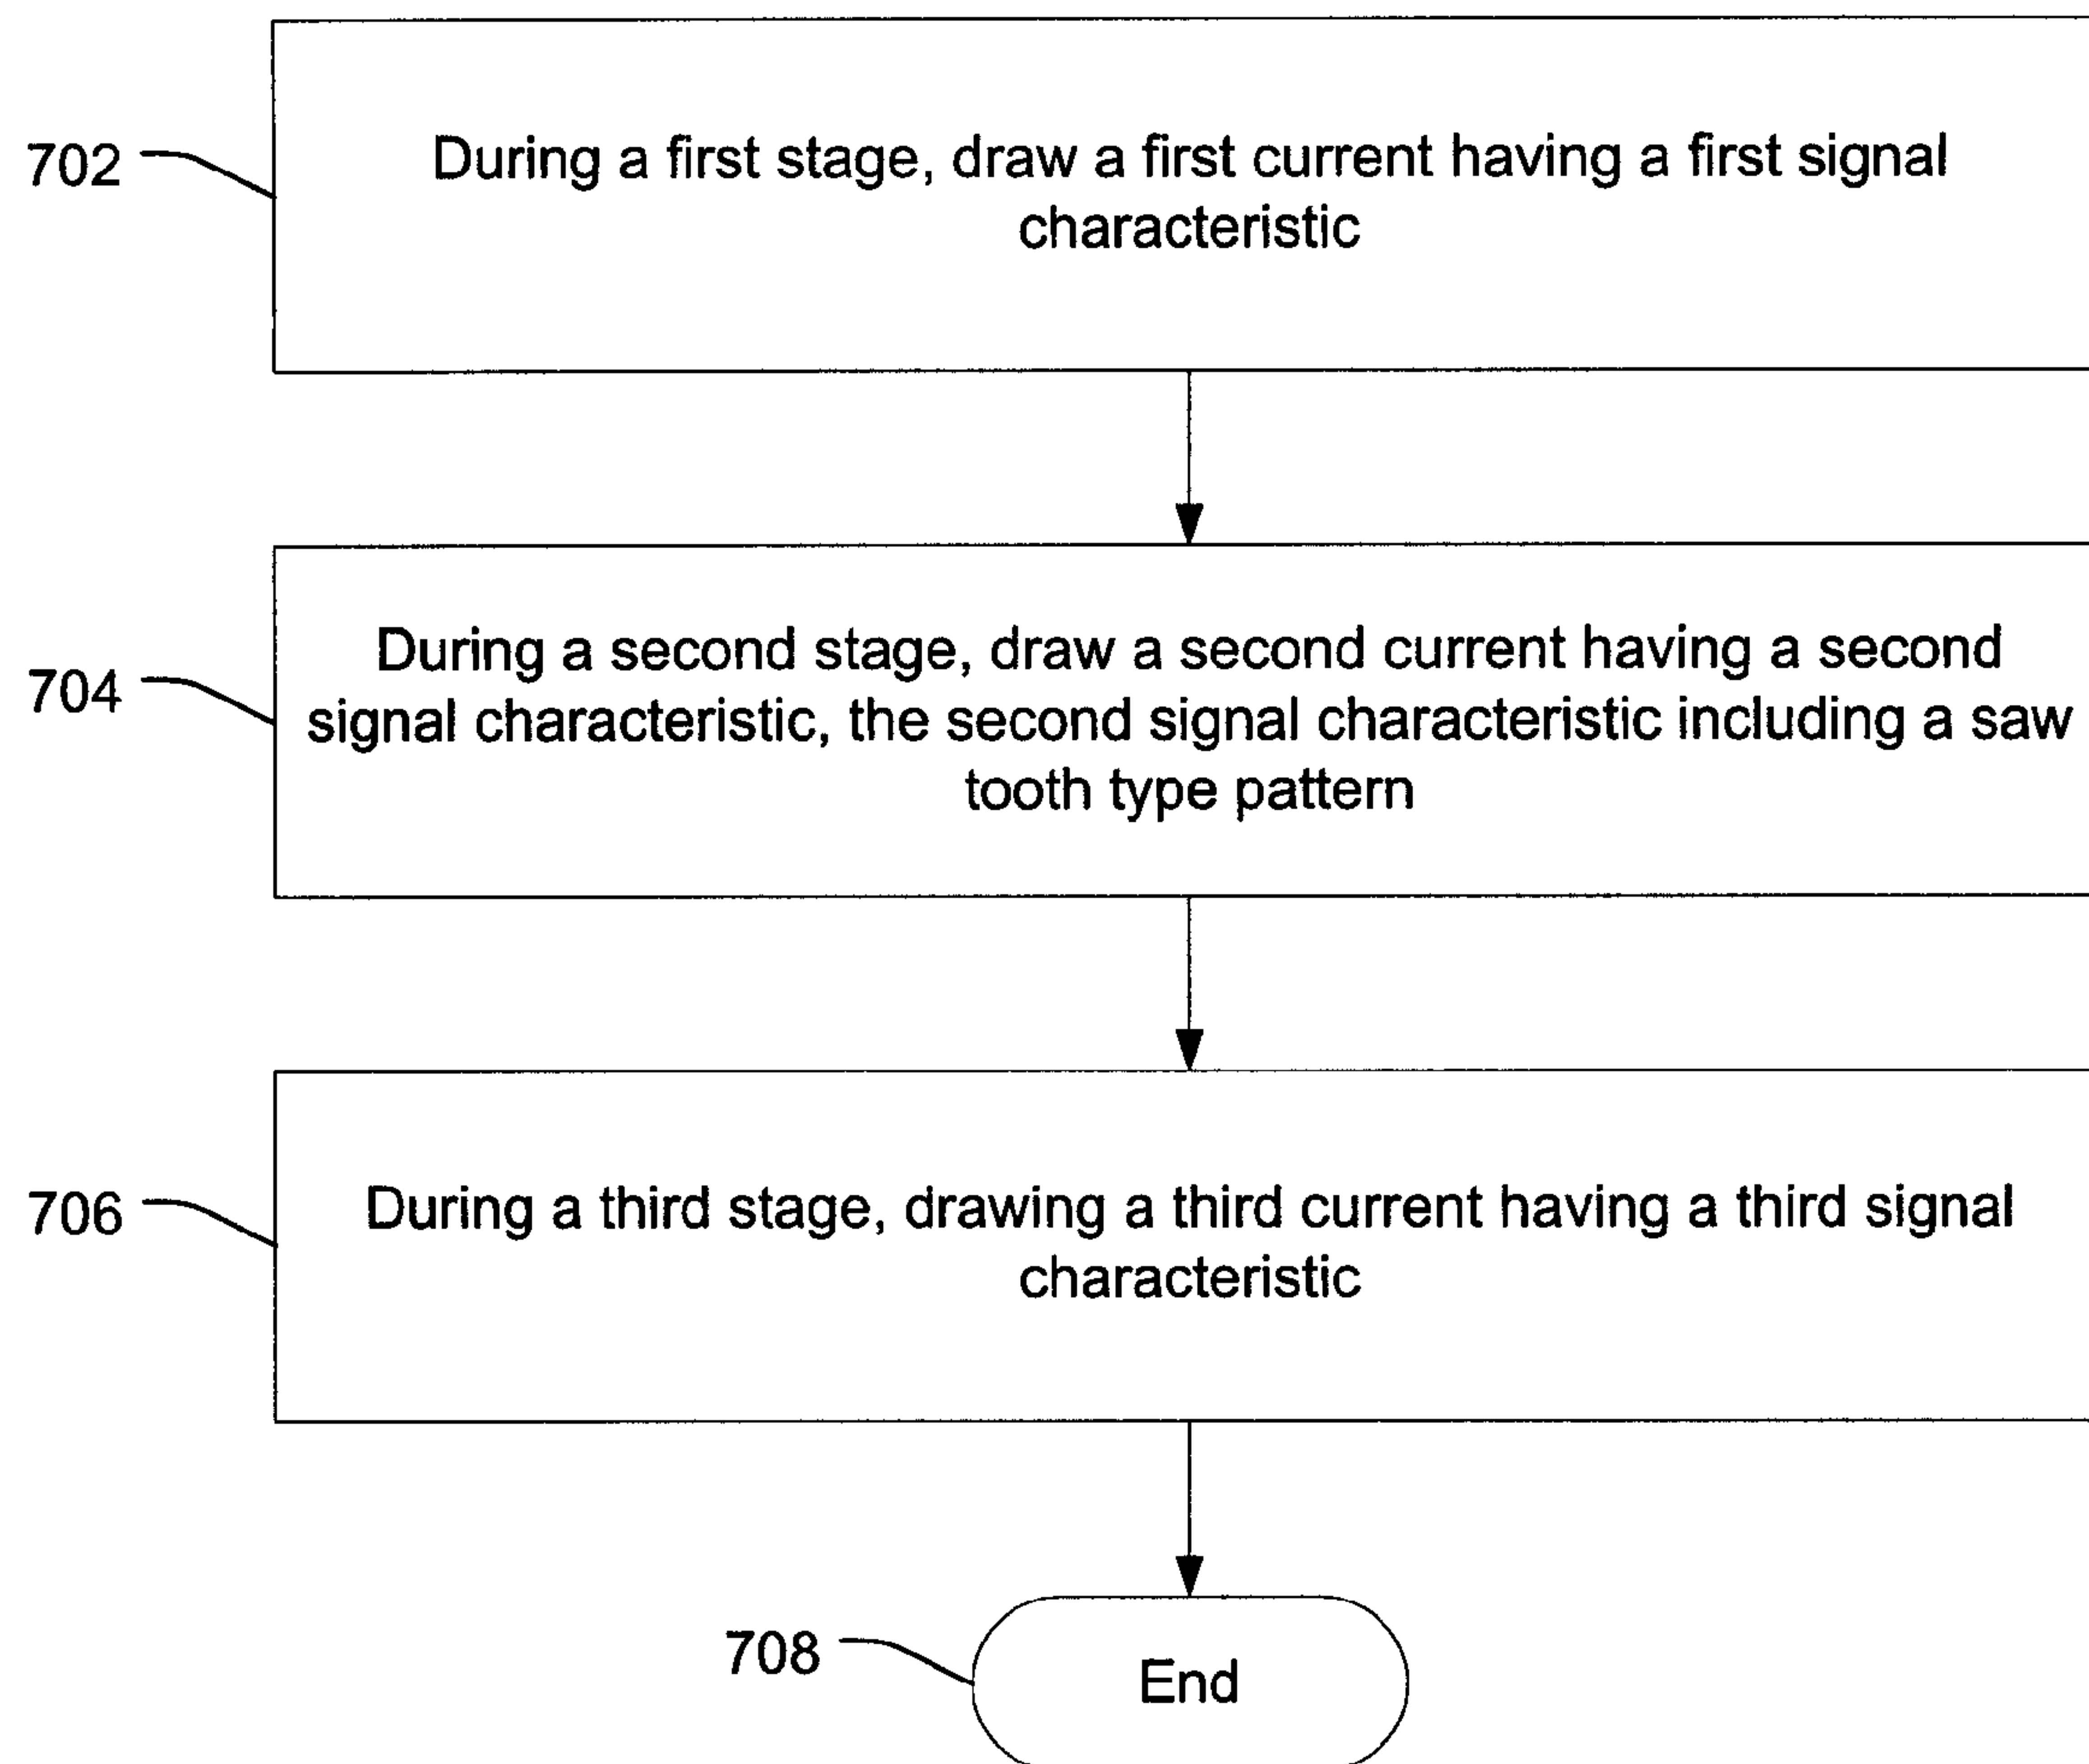 702
During a first stage, draw a first current having a first signal
characteristic
704
During a second stage, draw a second current having a second
signal characteristic, the second signal characteristic including a saw
tooth type pattern
706
During a third stage, drawing a third current having a third signal
characteristic
708
End